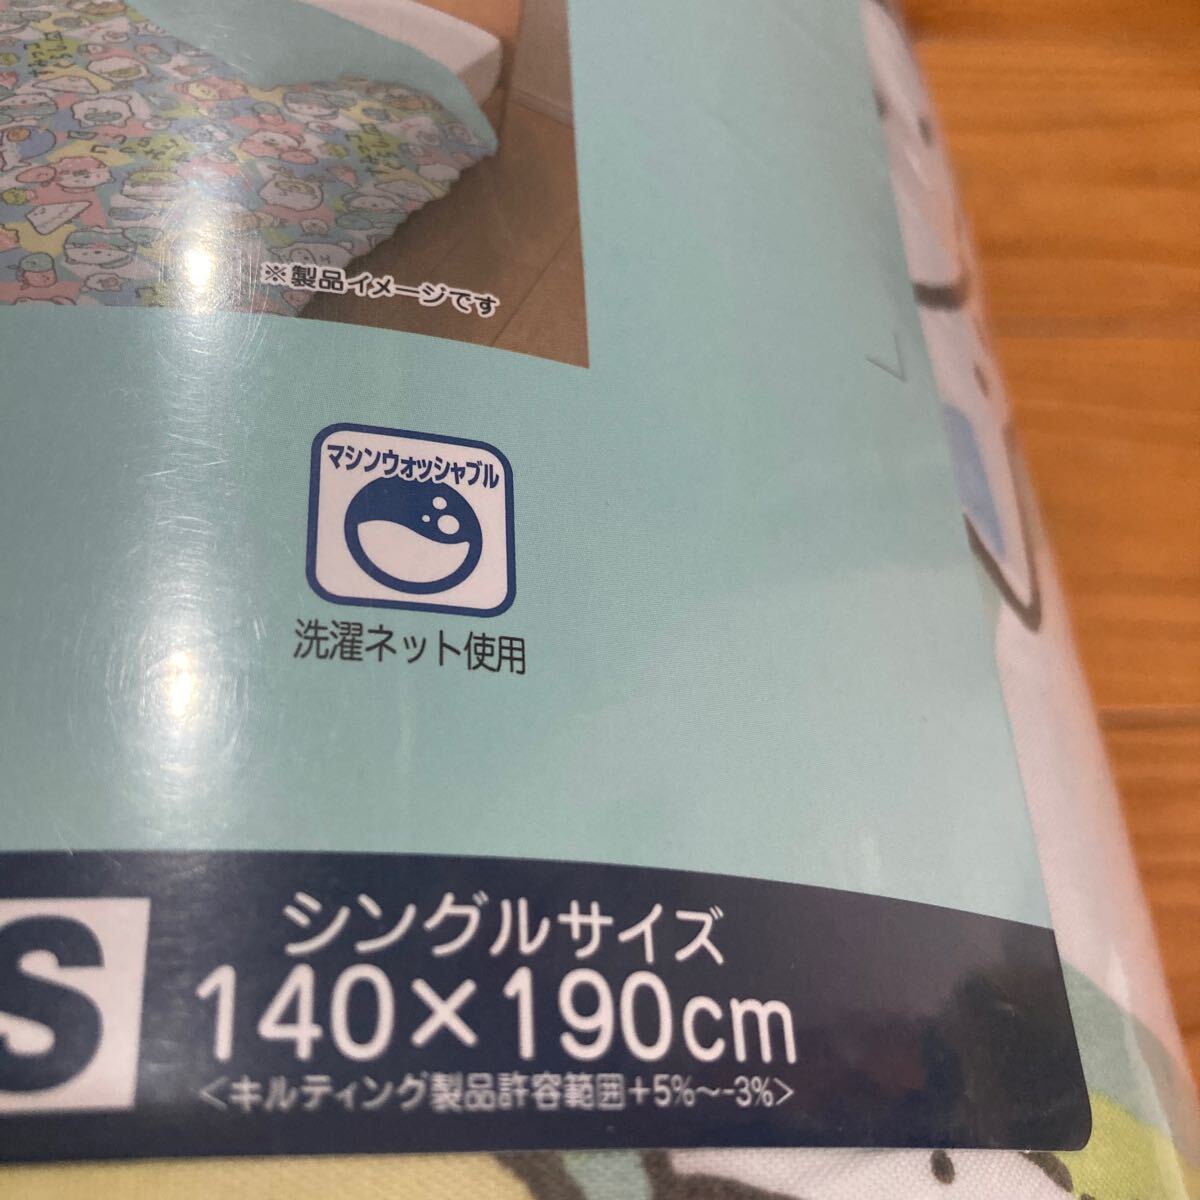 ※製品イメージです
マシンウォッシャブル
洗濯ネット使用
S
シングルサイズ
140×190cm
<キルティング製品許容範囲+5%～-3%>